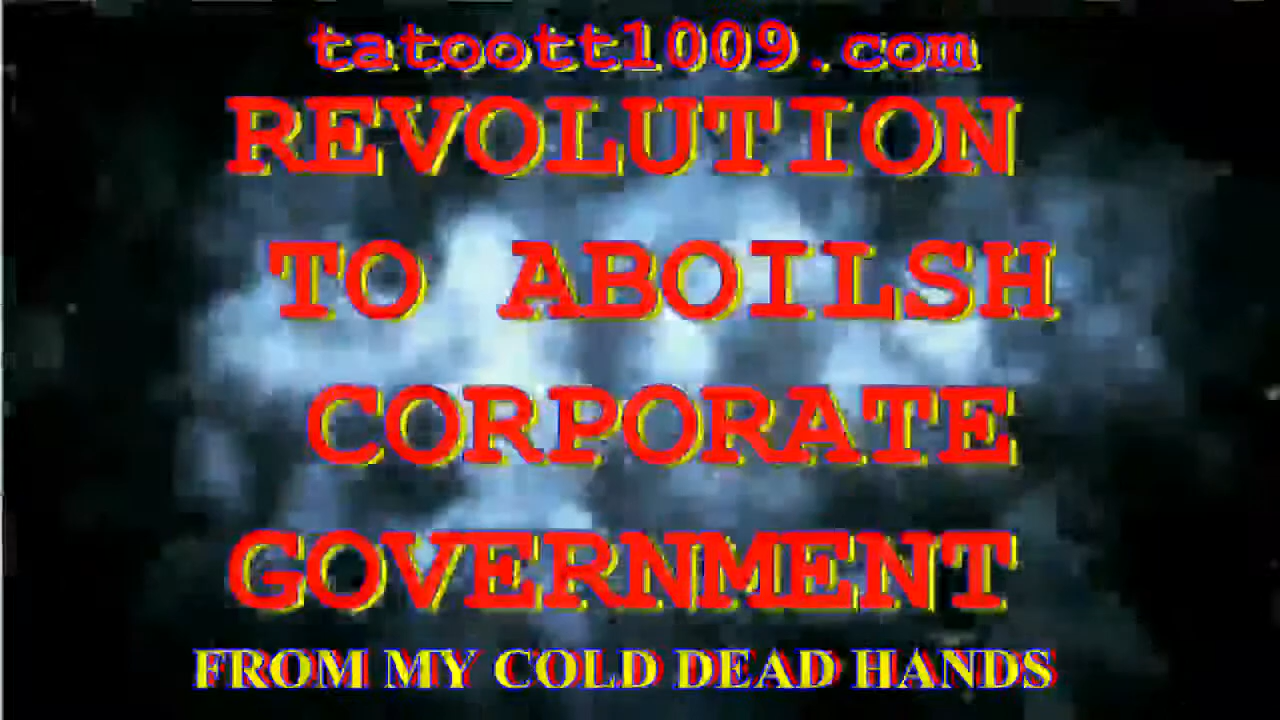 tatoott1009.com
REVOLUTION
TO ABOILSH
CORPORATE
GOVERNMENT
FROM MY COLD DEAD HANDS